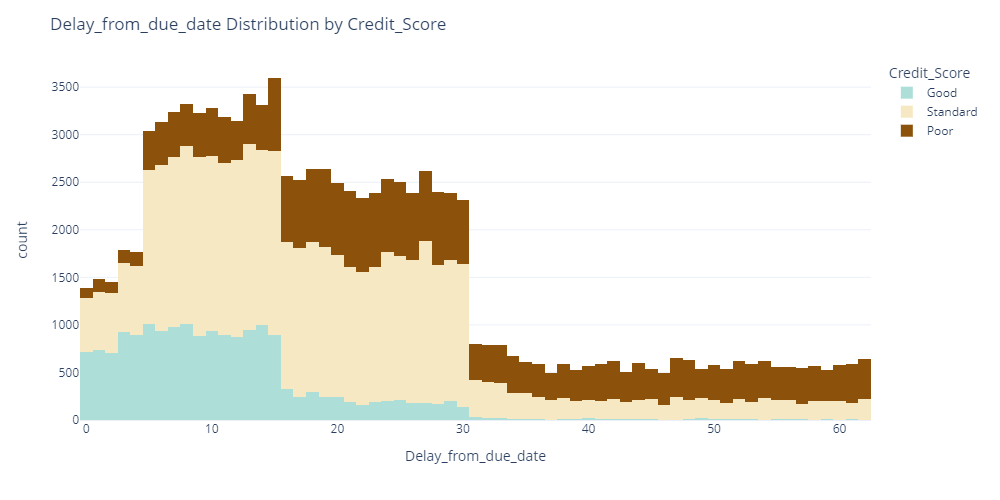 Delay_from_due_date Distribution by Credit_Score
Credit_Score
Good
Standard
Poor
3500
3000
2500
2000
1500
1000
500
0
count
0 10 20 30 40 50 60
Delay_from_due_date